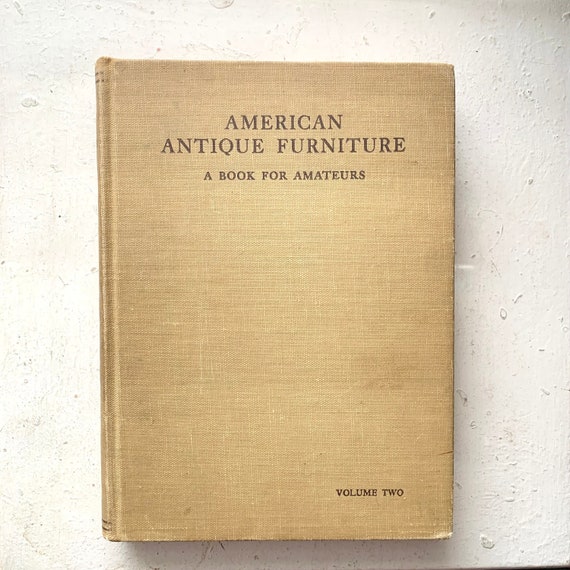 AMERICAN
ANTIQUE FURNITURE
A BOOK FOR AMATEURS
VOLUME TWO